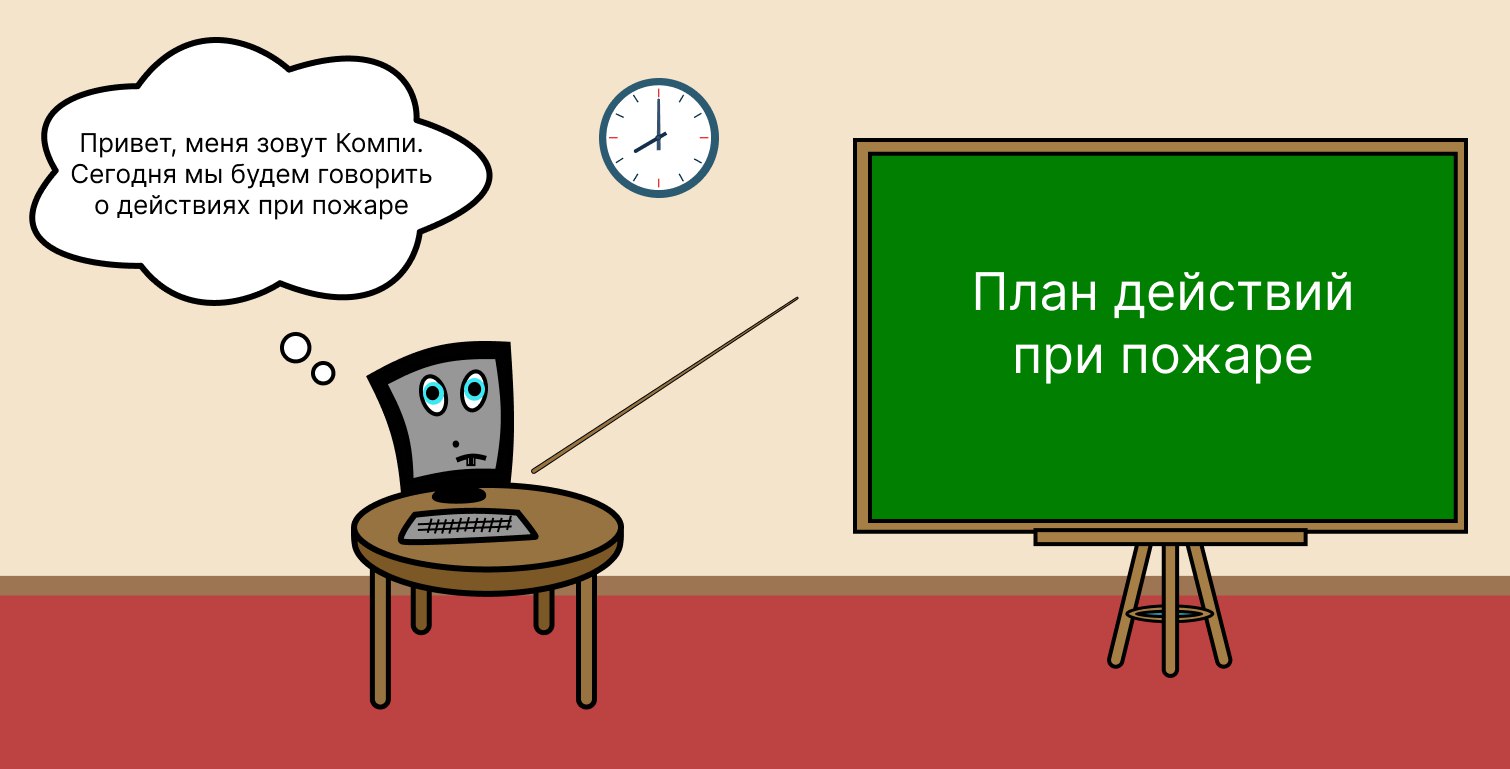 Привет, меня зовут Компи.
Сегодня мы будем говорить
о действиях при пожаре
План действий
при пожаре